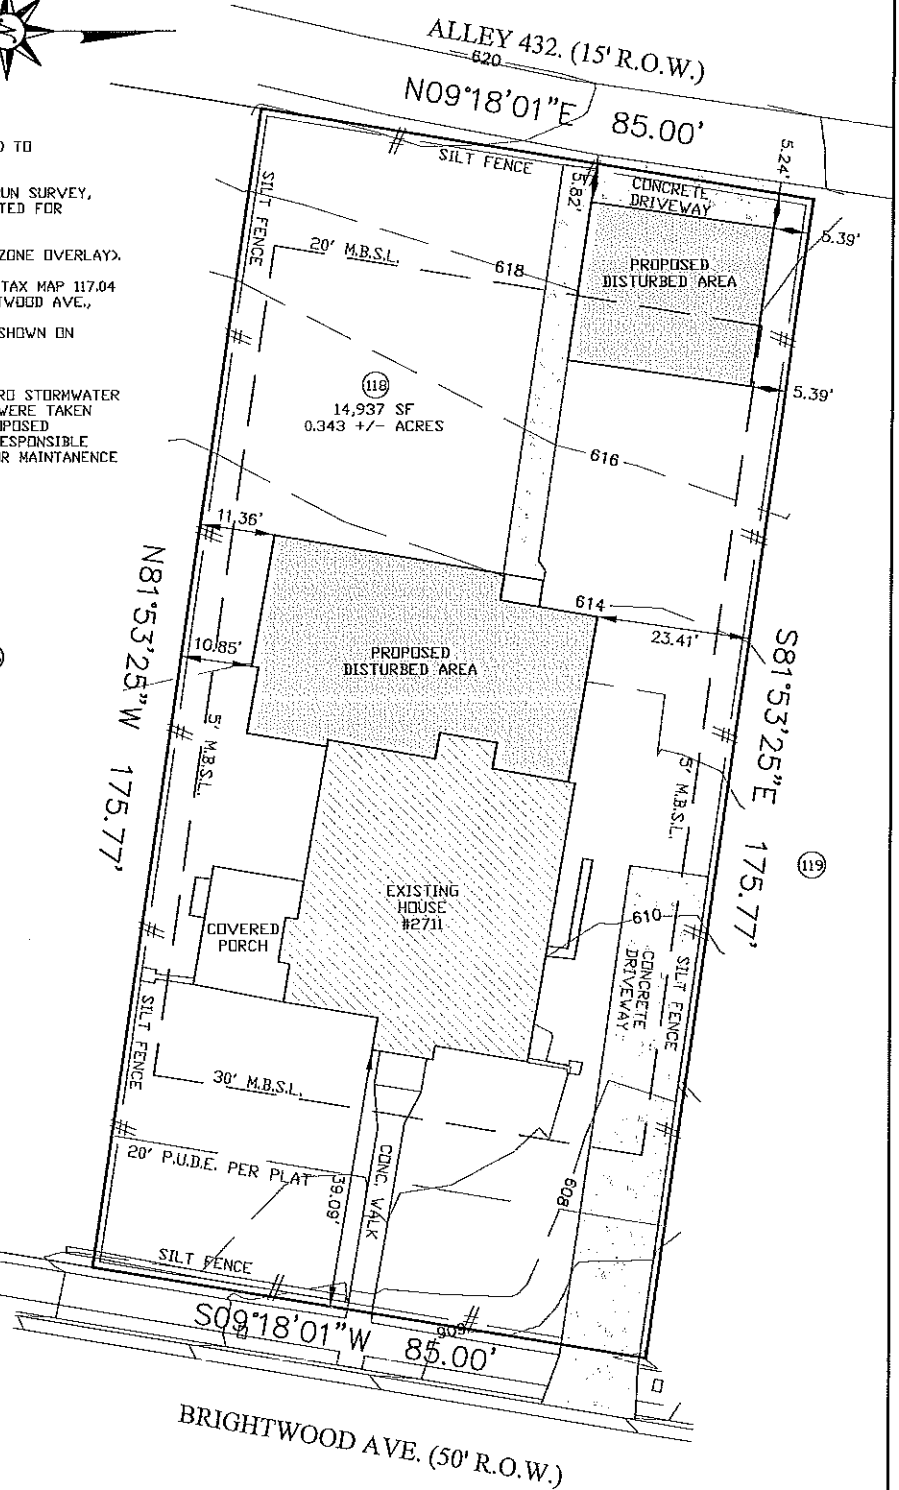 ALLEY 432. (15' R.O.W.)
620
N09°18'01"E 85.00'
TO
UN SURVEY,
TED FOR
ZONE OVERLAY).
TAX MAP 117.04
TWOOD AVE.,
SHOWN ON
RO STORMWATER
WERE TAKEN
POSED
ESPONSIBLE
R MAINTANENCE
SILT FENCE
SILT FENCE
5.82'
CONCRETE
DRIVEWAY
5.24'
5.39'
PROPOSED
DISTURBED AREA
20' M.B.S.L.
618
118
14,937 SF
0.343 +/- ACRES
5.39'
616
11.36'
614
23.41'
N81°53'25"W 175.77'
10.85'
PROPOSED
DISTURBED AREA
S81°53'25"E 175.77'
5' M.B.S.L.
5' M.B.S.L.
119
EXISTING
HOUSE
#2711
COVERED
PORCH
610
CONCRETE
DRIVEWAY
SILT FENCE
SILT FENCE
30' M.B.S.L.
20' P.U.D.E. PER PLAT
39.09'
CONC. WALK
608
SILT FENCE
606
S09°18'01"W 85.00'
BRIGHTWOOD AVE. (50' R.O.W.)